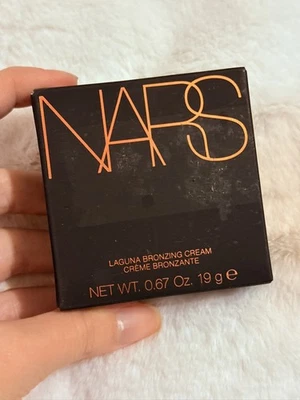 NARS
LAGUNA BRONZING CREAM
CRÈME BRONZANTE
NET WT. 0.67 Oz. 19 g ℮